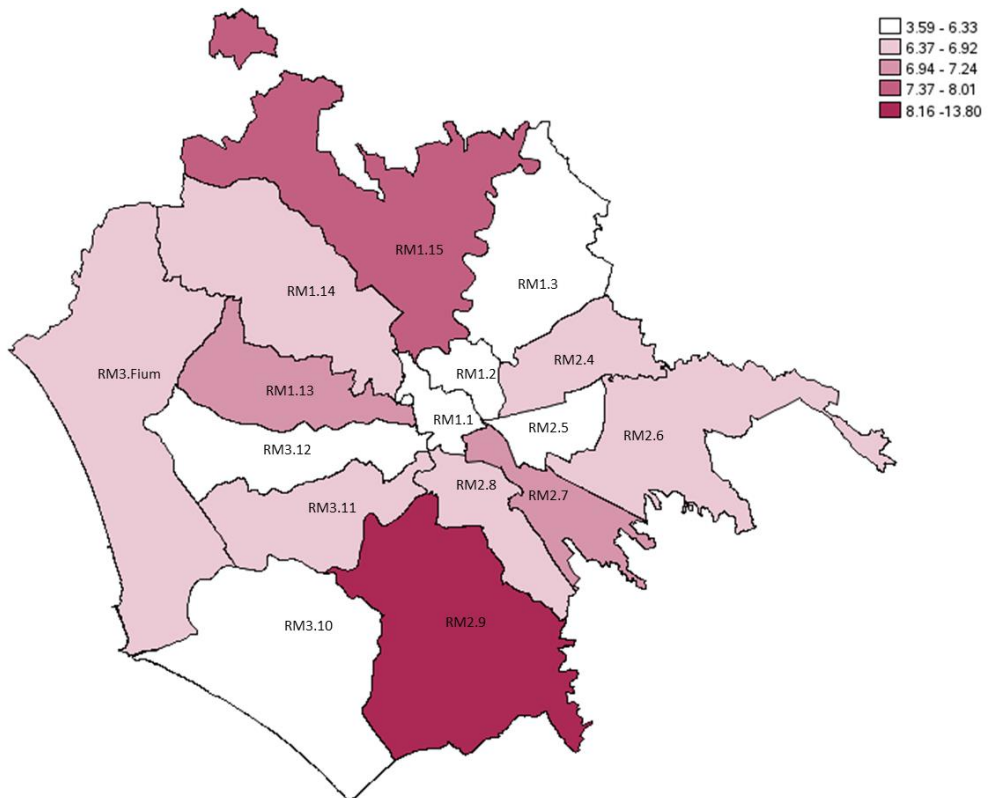 3.59 - 6.33
6.37 - 6.92
6.94 - 7.24
7.37 - 8.01
8.16 -13.80
RM1.15
RM1.3
RM1.14
RM2.4
RM3.Fium
RM1.2
RM1.13
RM1.1
RM2.5
RM2.6
RM3.12
RM2.8
RM2.7
RM3.11
RM3.10
RM2.9